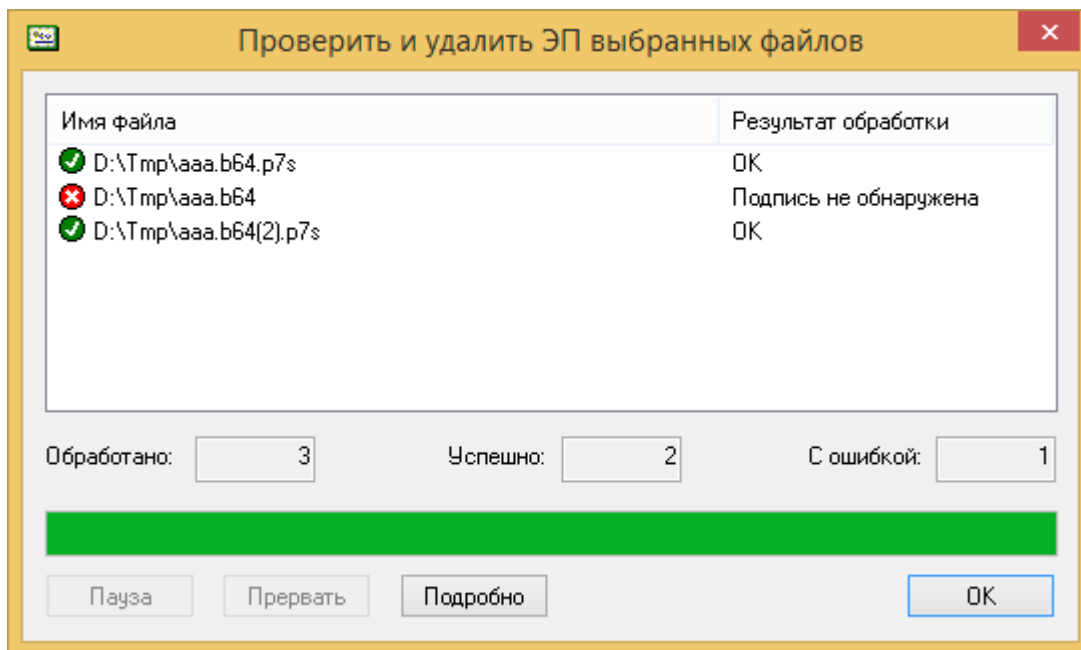 Проверить и удалить ЭП выбранных файлов
Имя файла Результат обработки
D:\Tmp\aaa.b64.p7s OK
D:\Tmp\aaa.b64 Подпись не обнаружена
D:\Tmp\aaa.b64(2).p7s OK
Обработано: 3 Успешно: 2 С ошибкой: 1
Пауза Прервать Подробно OK